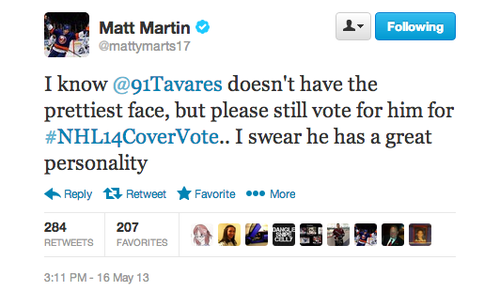 Matt Martin
@mattymarts17
Following
I know @91Tavares doesn't have the
prettiest face, but please still vote for him for
#NHL14CoverVote.. I swear he has a great
personality
Reply Retweet Favorite More
284 207
RETWEETS FAVORITES
DANGLE
SNIPE
CELLY
3:11 PM - 16 May 13